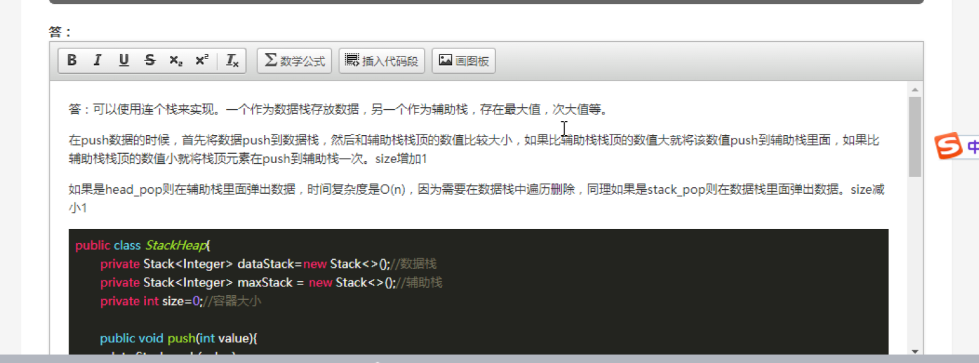 答：
B I U S x₂ x² Iₓ Σ 数学公式 插入代码段 画图板
答：可以使用连个栈来实现。一个作为数据栈存放数据，另一个作为辅助栈，存在最大值，次大值等。
在push数据的时候，首先将数据push到数据栈，然后和辅助栈栈顶的数值比较大小，如果比辅助栈栈顶的数值大就将该数值push到辅助栈里面，如果比
辅助栈栈顶的数值小就将栈顶元素在push到辅助栈一次。size增加1
如果是head_pop则在辅助栈里面弹出数据，时间复杂度是O(n)，因为需要在数据栈中遍历删除，同理如果是stack_pop则在数据栈里面弹出数据。size减
小1
public class StackHeap{
private Stack<Integer> dataStack=new Stack<>();//数据栈
private Stack<Integer> maxStack = new Stack<>();//辅助栈
private int size=0;//容器大小
public void push(int value){
S 中